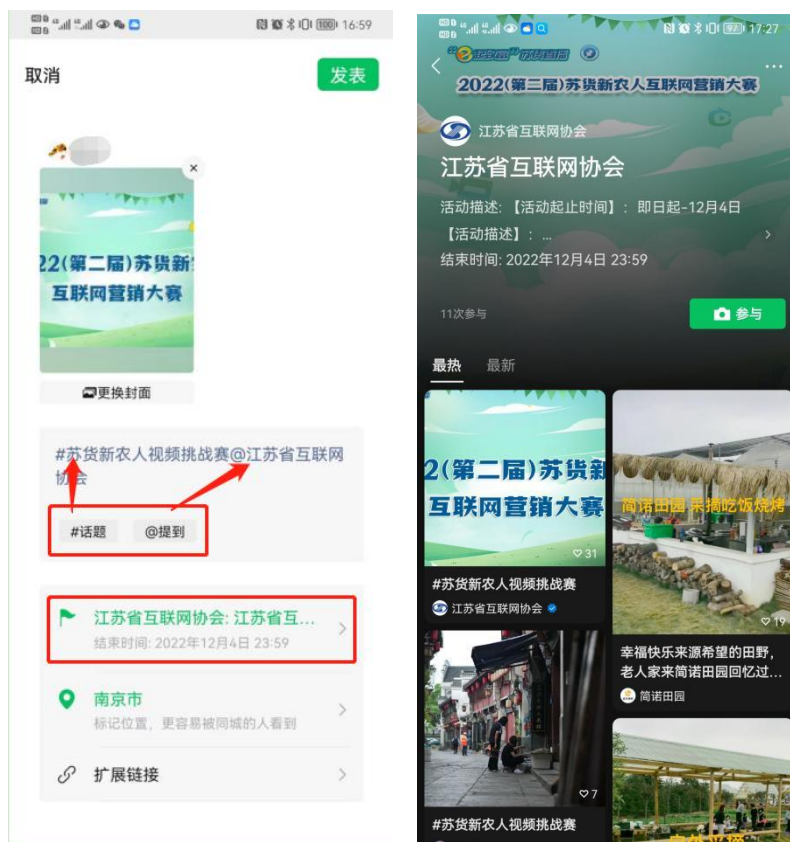 16:59
取消
发表
22(第二届)苏货新
互联网营销大赛
更换封面
#苏货新农人视频挑战赛@江苏省互联网
协会
#话题
@提到
江苏省互联网协会: 江苏省互...
结束时间: 2022年12月4日 23:59
南京市
标记位置，更容易被同城的人看到
扩展链接
17:27
2022(第二届)苏货新农人互联网营销大赛
江苏省互联网协会
江苏省互联网协会
活动描述: 【活动起止时间】: 即日起-12月4日
【活动描述】: ...
结束时间: 2022年12月4日 23:59
11次参与
参与
最热
最新
2(第二届)苏货新
互联网营销大赛
31
#苏货新农人视频挑战赛
江苏省互联网协会
简诺田园 采摘吃饭烧烤
19
幸福快乐来源希望的田野,
老人家来简诺田园回忆过...
简诺田园
7
#苏货新农人视频挑战赛